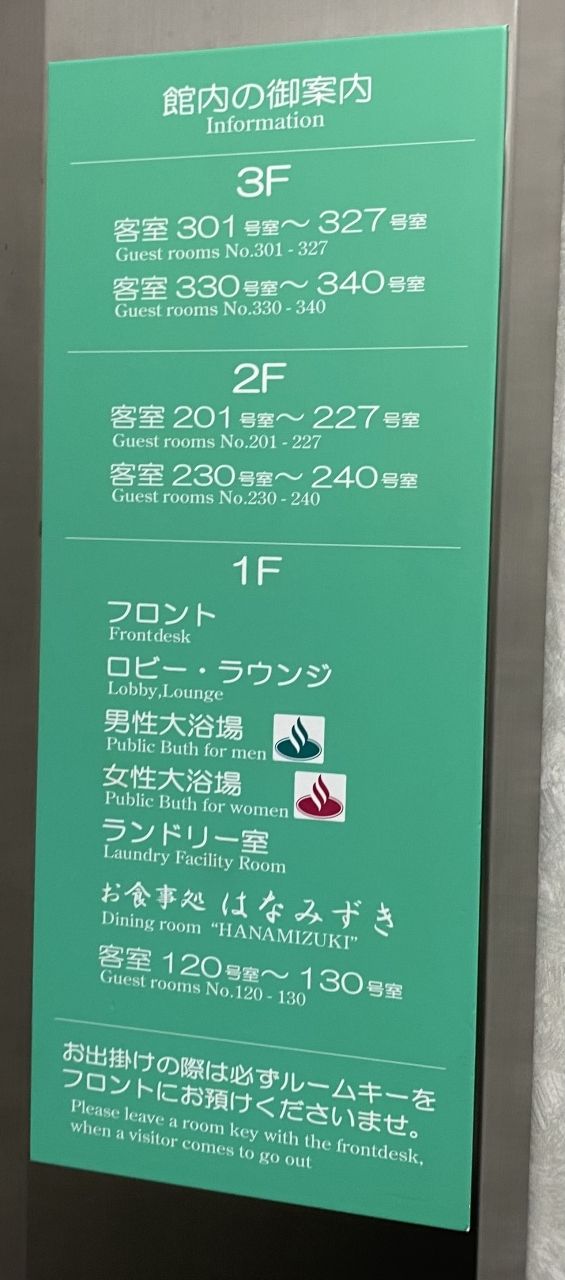 館内の御案内
Information
3F
客室 301号室～327号室
Guest rooms No.301 - 327
客室 330号室～340号室
Guest rooms No.330 - 340
2F
客室 201号室～227号室
Guest rooms No.201 - 227
客室 230号室～240号室
Guest rooms No.230 - 240
1F
フロント
Frontdesk
ロビー・ラウンジ
Lobby,Lounge
男性大浴場
Public Buth for men
女性大浴場
Public Buth for women
ランドリー室
Laundry Facility Room
お食事処 はなみずき
Dining room “HANAMIZUKI”
客室 120号室～130号室
Guest rooms No.120 - 130
お出掛けの際は必ずルームキーを
フロントにお預けくださいませ。
Please leave a room key with the frontdesk,
when a visitor comes to go out